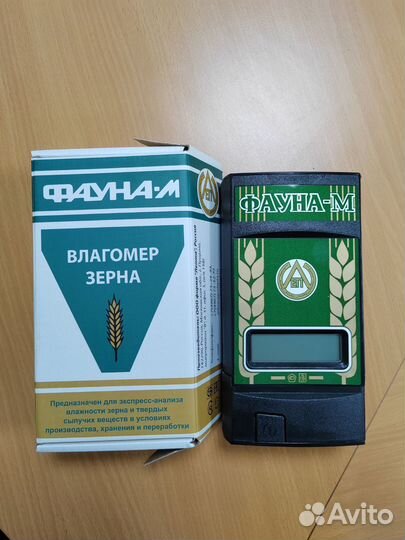 ФАУНА-М
ВЛАГОМЕР
ЗЕРНА
Предназначен для экспресс-анализа
влажности зерна и твердых
сыпучих веществ в условиях
производства, хранения и переработки
ФАУНА-М
Avito